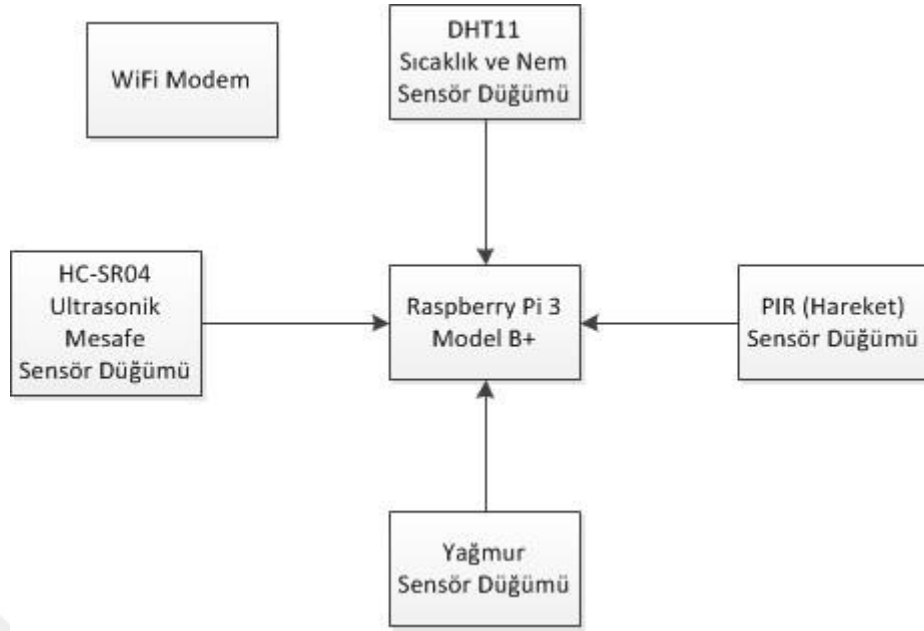 WiFi Modem
DHT11
Sıcaklık ve Nem
Sensör Düğümü
HC-SR04
Ultrasonik
Mesafe
Sensör Düğümü
Raspberry Pi 3
Model B+
PIR (Hareket)
Sensör Düğümü
Yağmur
Sensör Düğümü